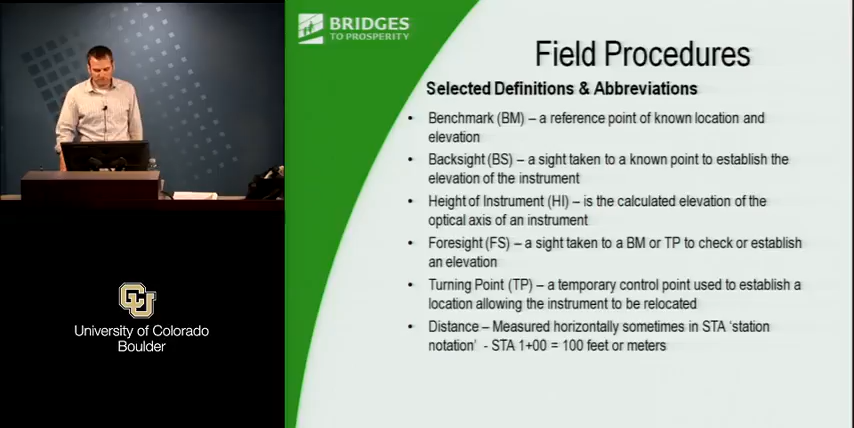 BRIDGES
TO PROSPERITY
Field Procedures
Selected Definitions & Abbreviations
• Benchmark (BM) – a reference point of known location and
elevation
• Backsight (BS) – a sight taken to a known point to establish the
elevation of the instrument
• Height of Instrument (HI) – is the calculated elevation of the
optical axis of an instrument
• Foresight (FS) – a sight taken to a BM or TP to check or establish
an elevation
• Turning Point (TP) – a temporary control point used to establish a
location allowing the instrument to be relocated
• Distance – Measured horizontally sometimes in STA 'station
notation' - STA 1+00 = 100 feet or meters
CU
University of Colorado
Boulder